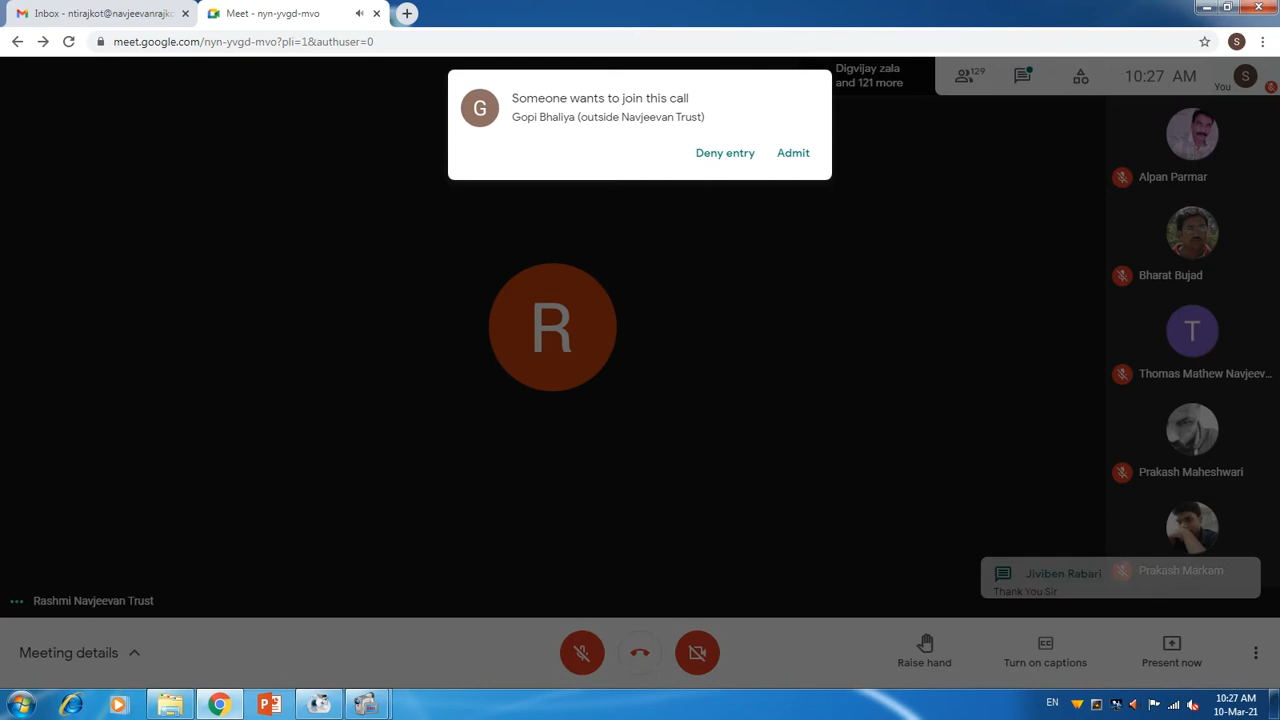 Inbox - ntirajkot@navjeevanrajko
Meet - nyn-yvgd-mvo
meet.google.com/nyn-yvgd-mvo?pli=1&authuser=0
S
Someone wants to join this call
G
Gopi Bhaliya (outside Navjeevan Trust)
Deny entry
Admit
Digvijay zala
and 121 more
129
10:27 AM
You
S
Alpan Parmar
Bharat Bujad
R
T
Thomas Mathew Navjeev...
Prakash Maheshwari
Prakash Markam
Jiviben Rabari
Thank You Sir
Rashmi Navjeevan Trust
Meeting details
Raise hand
Turn on captions
Present now
EN
10:27 AM
10-Mar-21